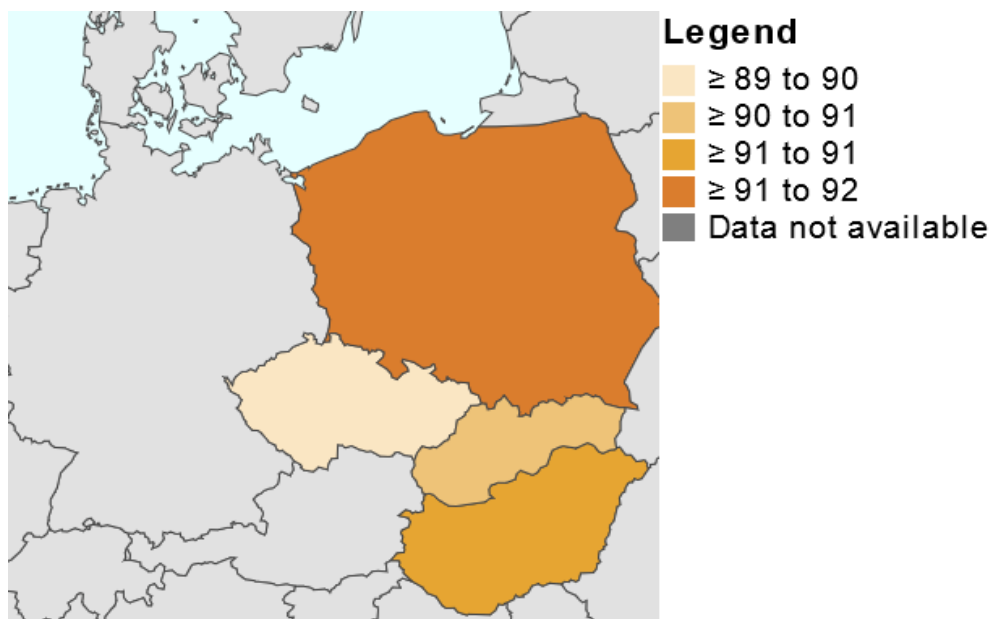 Legend
≥ 89 to 90
≥ 90 to 91
≥ 91 to 91
≥ 91 to 92
Data not available